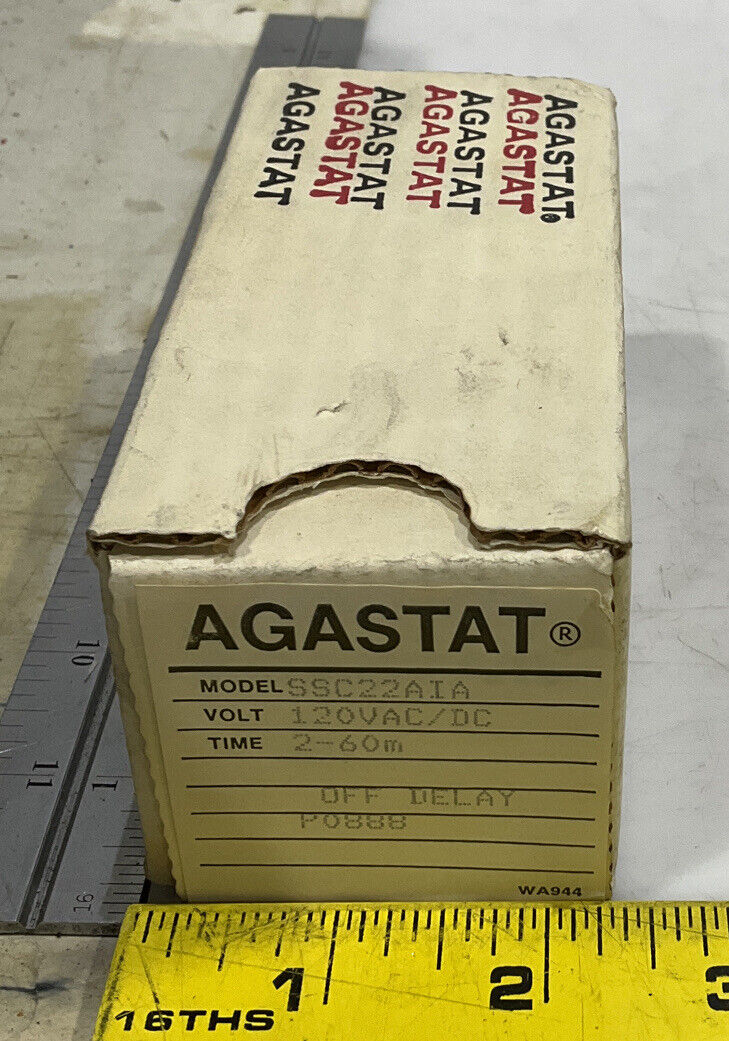 AGASTAT
AGASTAT
AGASTAT
AGASTAT
AGASTAT
AGASTAT
AGASTAT®
AGASTAT®
MODEL SSC22AIA
VOLT 120VAC/DC
TIME 2-60m
OFF DELAY
P0888
WA944
10
11
1
16
1 2 3
16THS